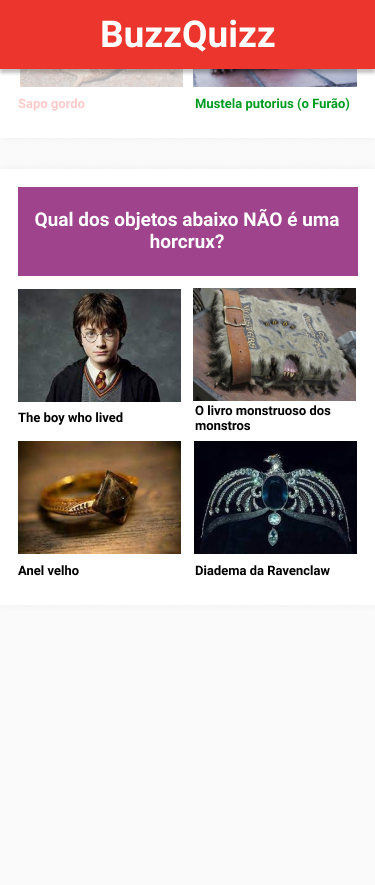 BuzzQuizz
Sapo gordo
Mustela putorius (o Furão)
Qual dos objetos abaixo NÃO é uma
horcrux?
The boy who lived
O livro monstruoso dos
monstros
Anel velho
Diadema da Ravenclaw